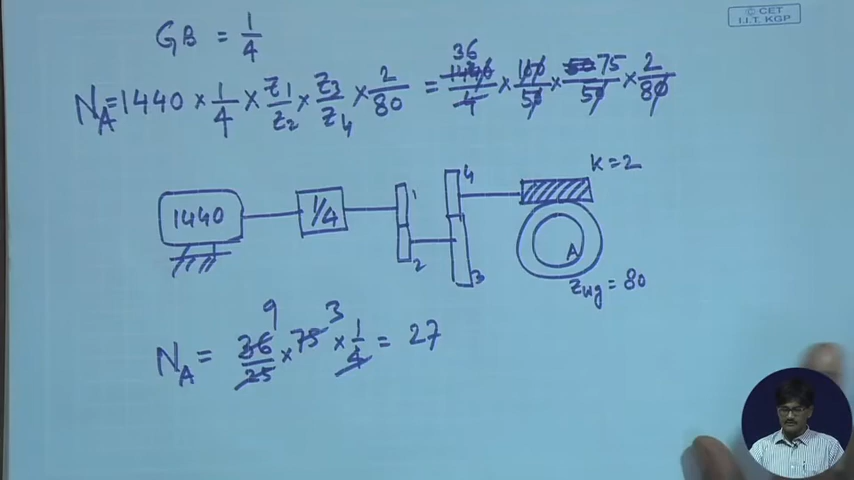 © CET
I.I.T. KGP
GB = 1/4
N_A = 1440 × 1/4 × Z1/Z2 × Z3/Z4 × 2/80 = 36 1440/4 × 100/50 × 75/50 × 2/80
K = 2
1440 1/4 1 2 4 3 A
Zwg = 80
9 3
N_A = 36/25 × 75 × 1/4 = 27